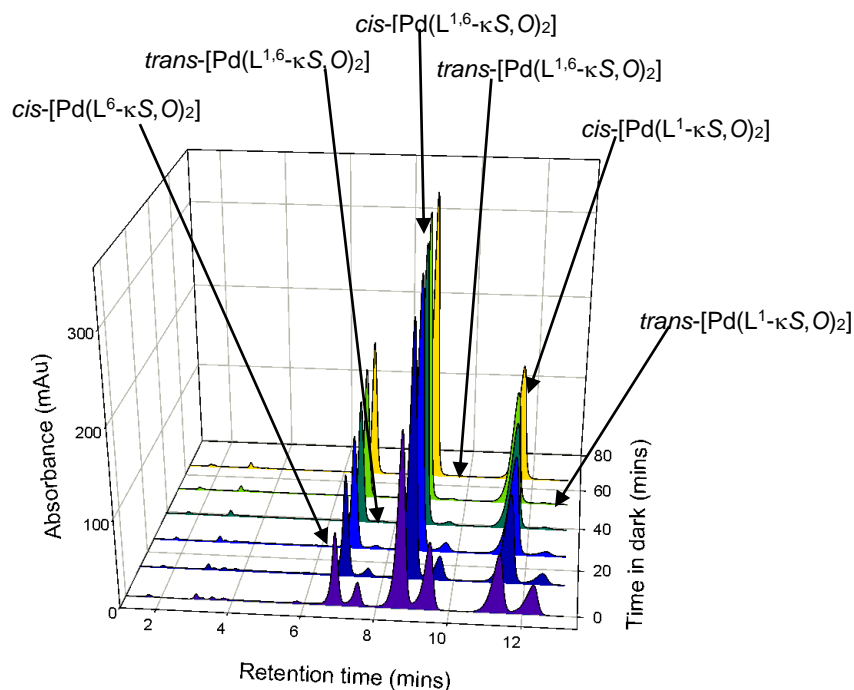 cis-[Pd(L1,6-κS,O)2]
trans-[Pd(L1,6-κS,O)2]
trans-[Pd(L1,6-κS,O)2]
cis-[Pd(L6-κS,O)2]
cis-[Pd(L1-κS,O)2]
trans-[Pd(L1-κS,O)2]
300
200
100
0
Absorbance (mAu)
80
60
40
20
0
Time in dark (mins)
2
4
6
8
10
12
Retention time (mins)